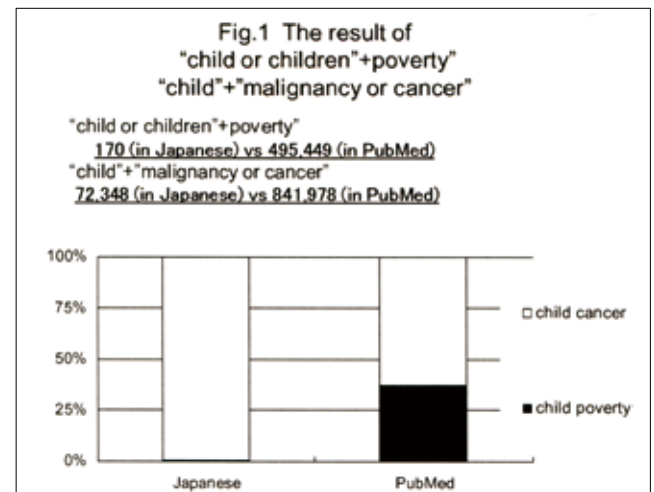 Fig.1 The result of
“child or children”+poverty”
“child”+”malignancy or cancer”
“child or children”+poverty”
170 (in Japanese) vs 495,449 (in PubMed)
“child”+”malignancy or cancer”
72,348 (in Japanese) vs 841,978 (in PubMed)
100%
75%
50%
25%
0%
Japanese
PubMed
child cancer
child poverty